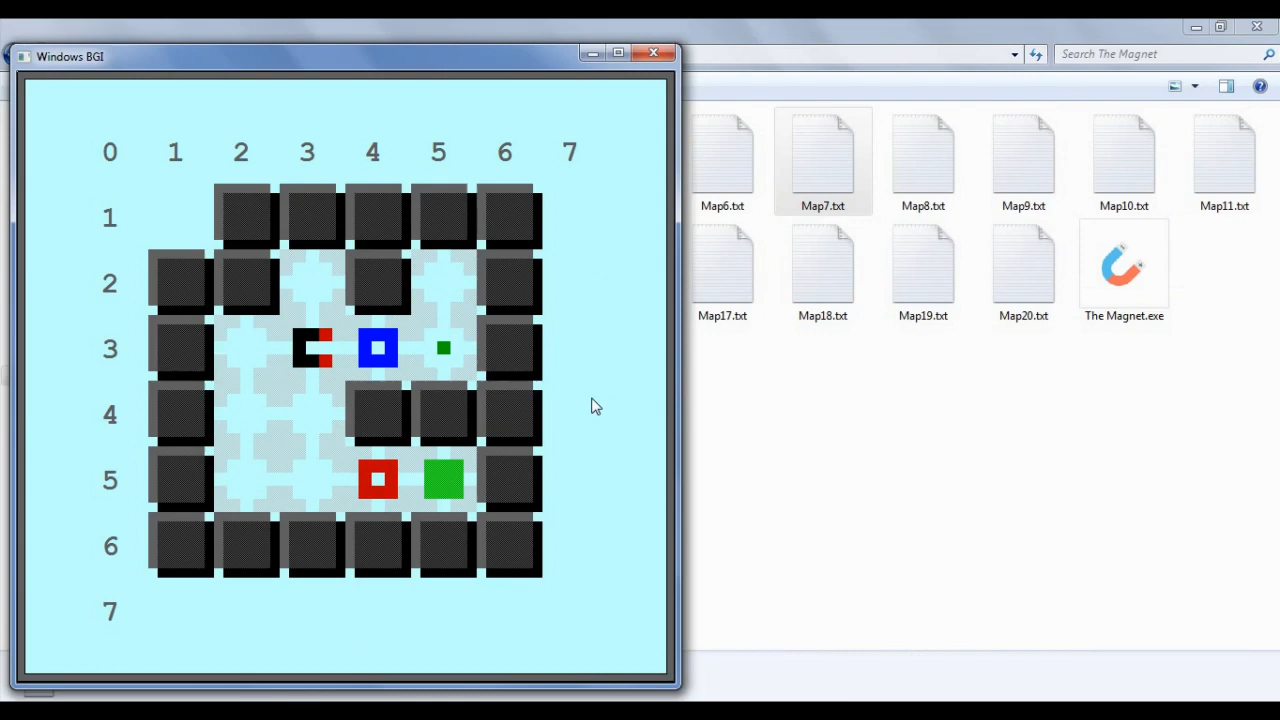 Windows BGI
Search The Magnet
0 1 2 3 4 5 6 7
1
2
3
4
5
6
7
Map6.txt Map7.txt Map8.txt Map9.txt Map10.txt Map11.txt
Map17.txt Map18.txt Map19.txt Map20.txt The Magnet.exe